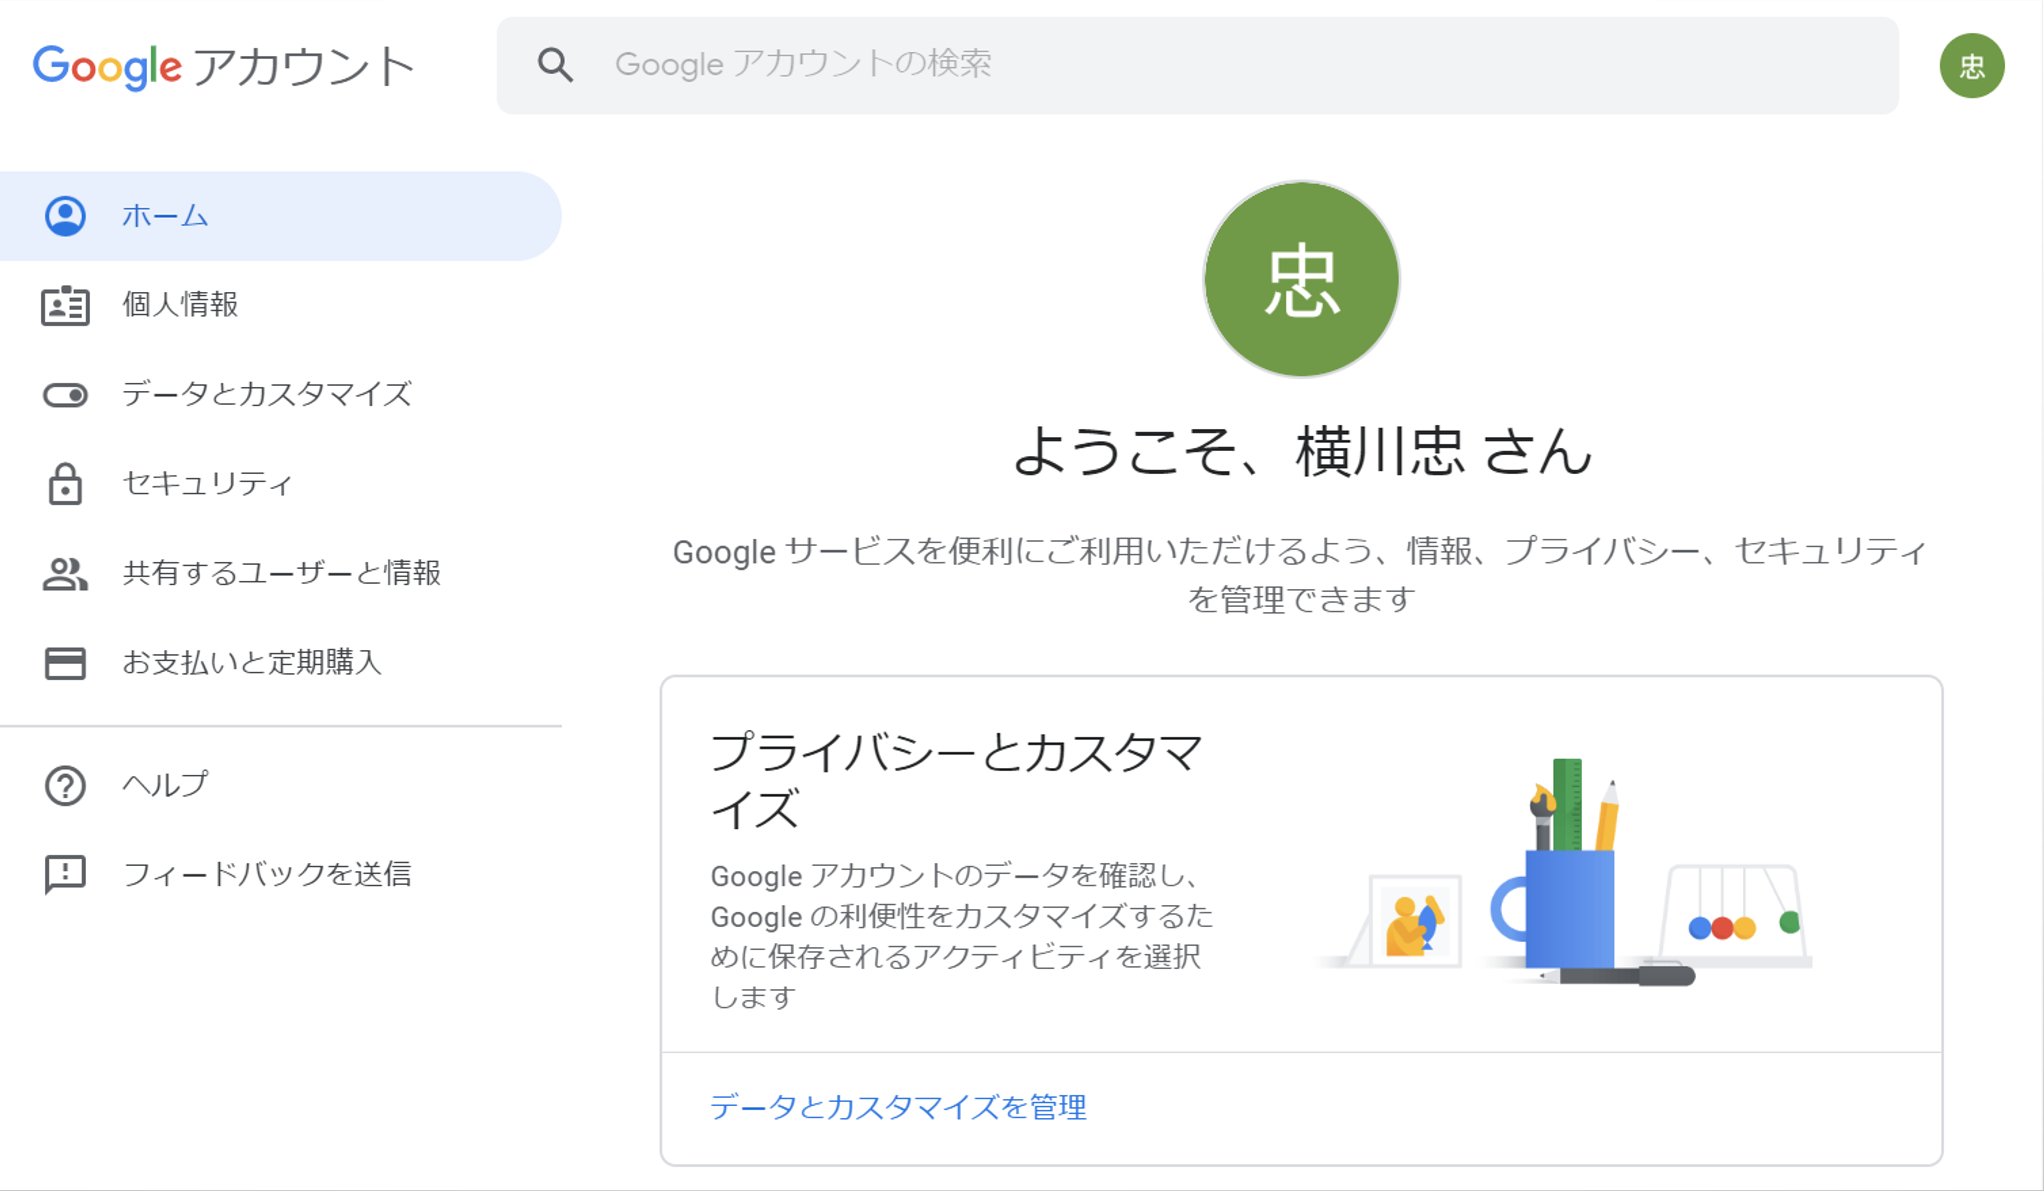 Google アカウント
Google アカウントの検索
忠
ホーム
個人情報
データとカスタマイズ
セキュリティ
共有するユーザーと情報
お支払いと定期購入
ヘルプ
フィードバックを送信
忠
ようこそ、横川忠 さん
Google サービスを便利にご利用いただけるよう、情報、プライバシー、セキュリティ
を管理できます
プライバシーとカスタマ
イズ
Google アカウントのデータを確認し、
Google の利便性をカスタマイズするた
めに保存されるアクティビティを選択
します
データとカスタマイズを管理